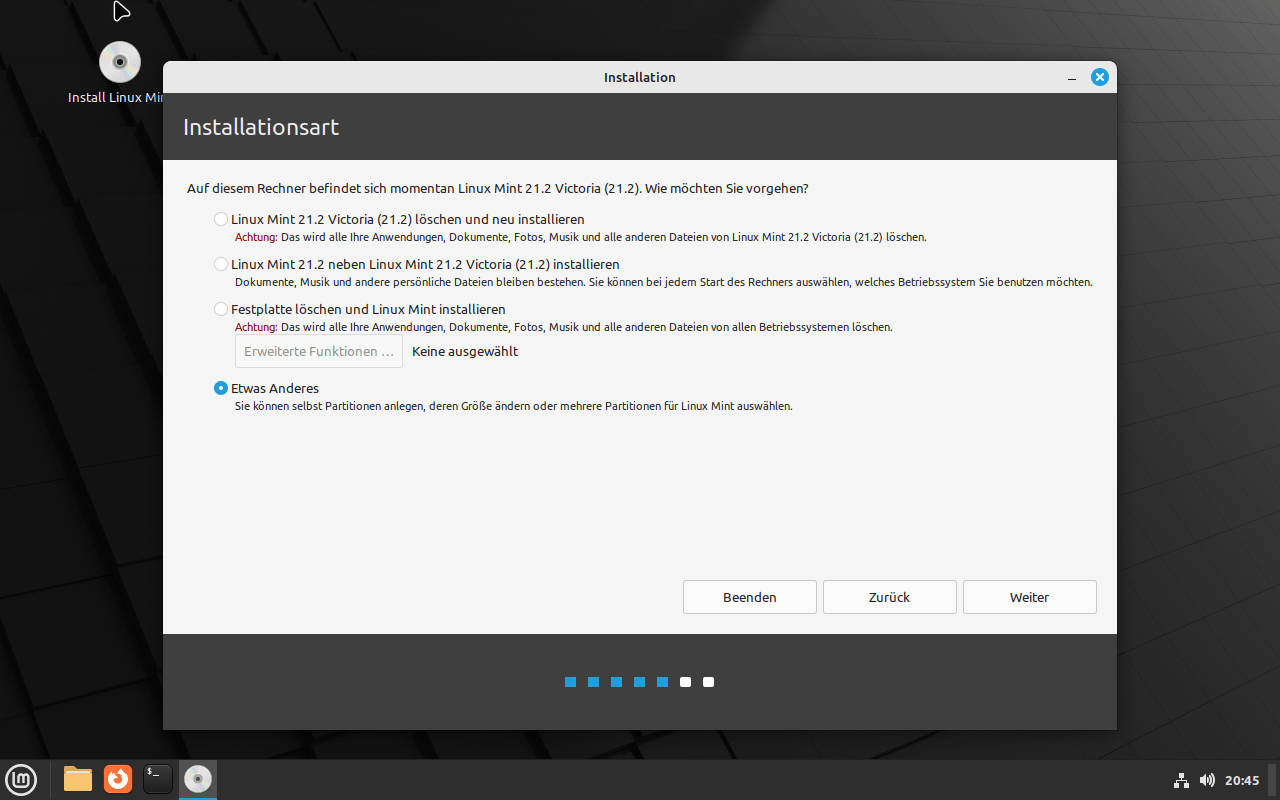 Install Linux Min
Installation
Installationsart
Auf diesem Rechner befindet sich momentan Linux Mint 21.2 Victoria (21.2). Wie möchten Sie vorgehen?
Linux Mint 21.2 Victoria (21.2) löschen und neu installieren
Achtung: Das wird alle Ihre Anwendungen, Dokumente, Fotos, Musik und alle anderen Dateien von Linux Mint 21.2 Victoria (21.2) löschen.
Linux Mint 21.2 neben Linux Mint 21.2 Victoria (21.2) installieren
Dokumente, Musik und andere persönliche Dateien bleiben bestehen. Sie können bei jedem Start des Rechners auswählen, welches Betriebssystem Sie benutzen möchten.
Festplatte löschen und Linux Mint installieren
Achtung: Das wird alle Ihre Anwendungen, Dokumente, Fotos, Musik und alle anderen Dateien von allen Betriebssystemen löschen.
Erweiterte Funktionen … Keine ausgewählt
Etwas Anderes
Sie können selbst Partitionen anlegen, deren Größe ändern oder mehrere Partitionen für Linux Mint auswählen.
Beenden Zurück Weiter
$_ 20:45